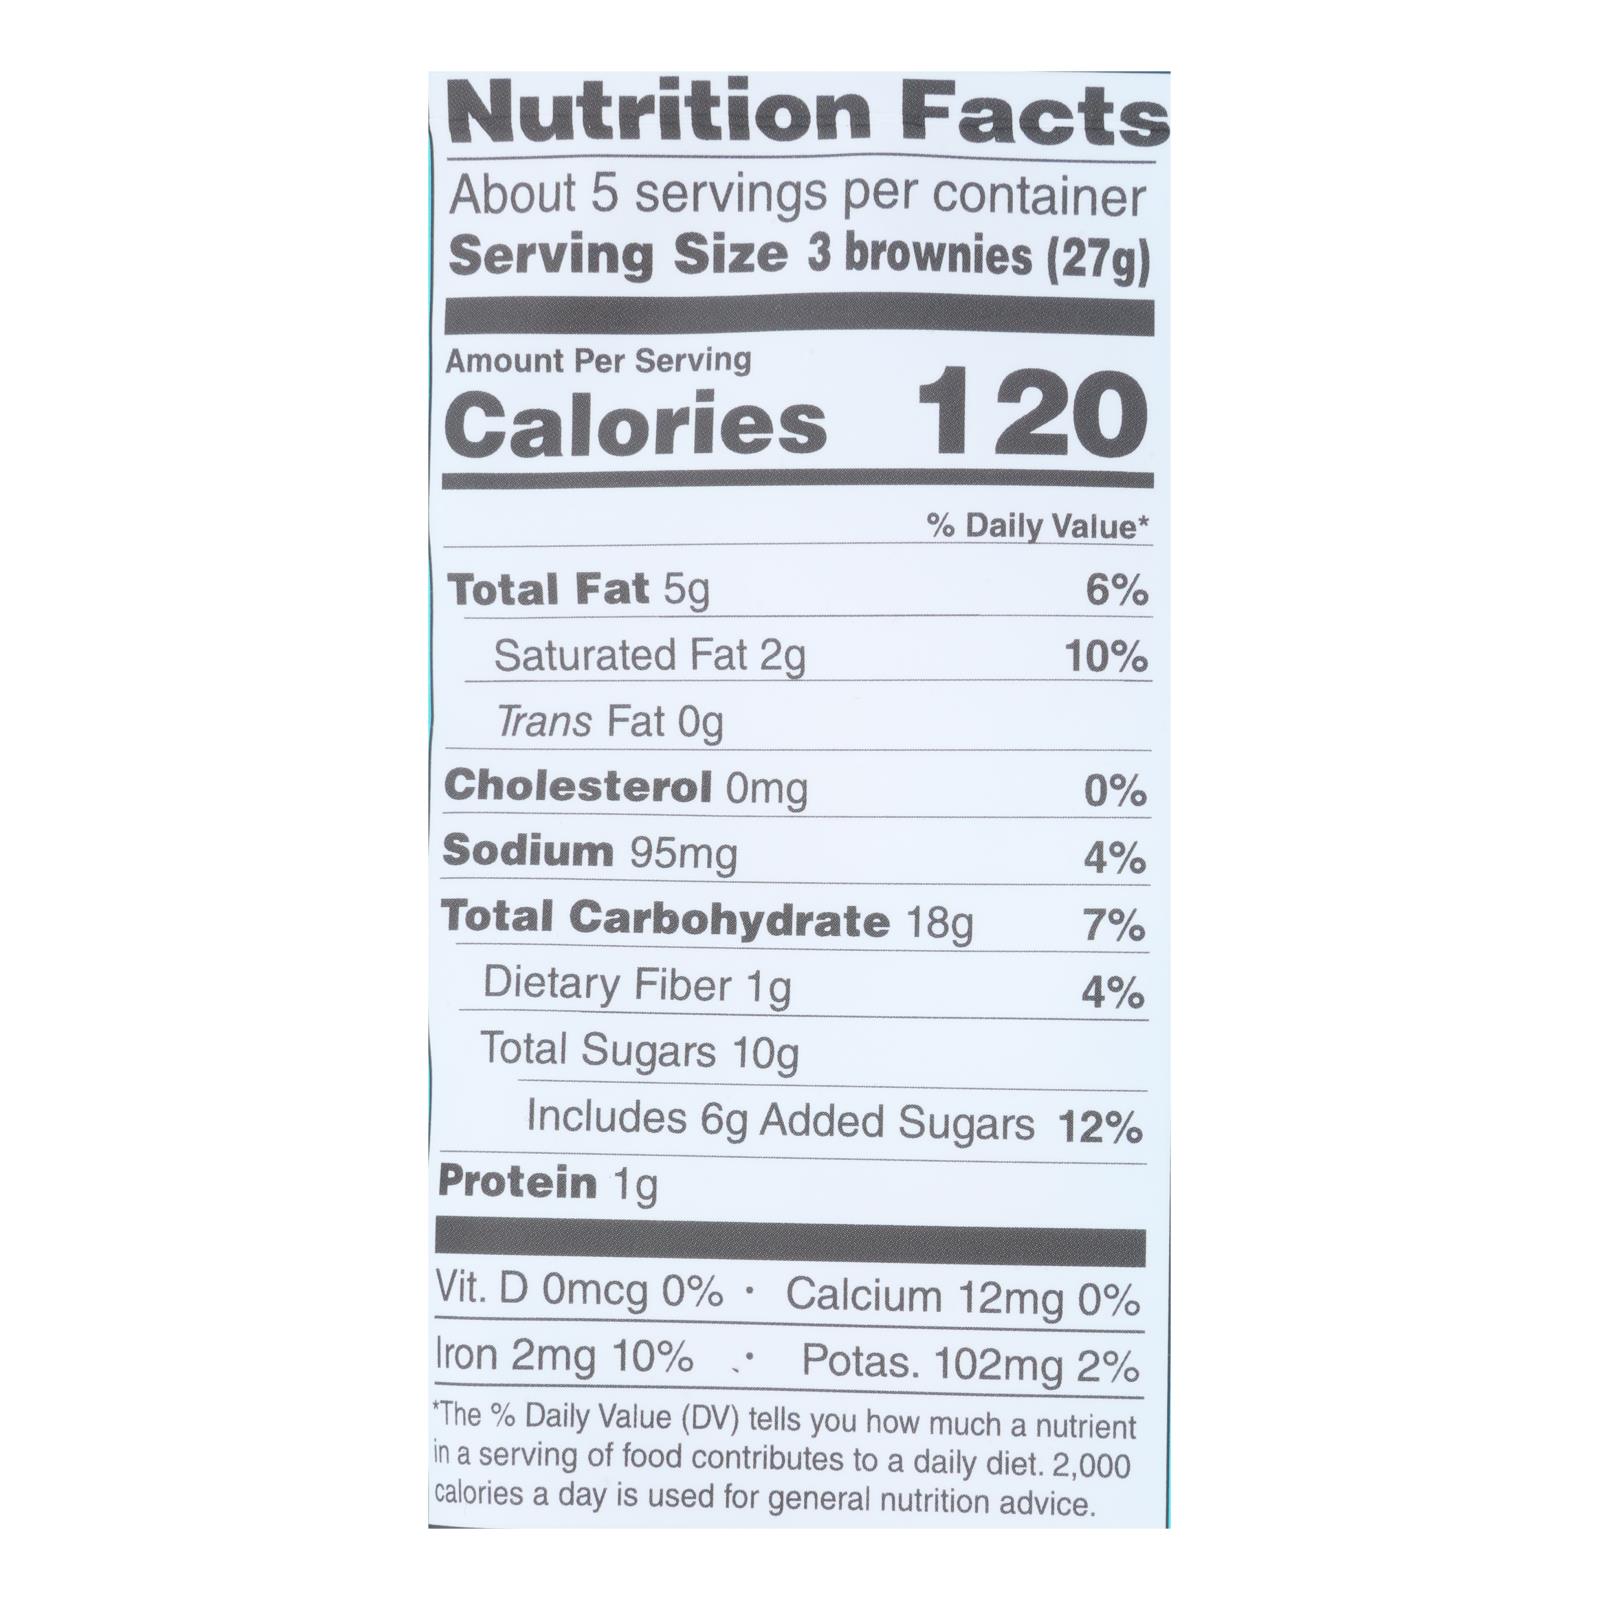 Nutrition Facts
About 5 servings per container
Serving Size 3 brownies (27g)
Amount Per Serving
Calories 120
% Daily Value*
Total Fat 5g 6%
Saturated Fat 2g 10%
Trans Fat 0g
Cholesterol 0mg 0%
Sodium 95mg 4%
Total Carbohydrate 18g 7%
Dietary Fiber 1g 4%
Total Sugars 10g
Includes 6g Added Sugars 12%
Protein 1g
Vit. D 0mcg 0% · Calcium 12mg 0%
Iron 2mg 10% · Potas. 102mg 2%
*The % Daily Value (DV) tells you how much a nutrient
in a serving of food contributes to a daily diet. 2,000
calories a day is used for general nutrition advice.